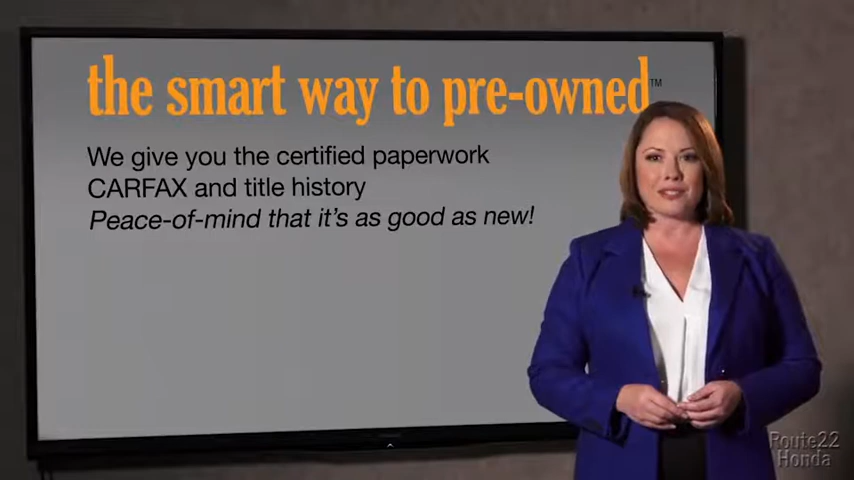 the smart way to pre-owned™
We give you the certified paperwork
CARFAX and title history
Peace-of-mind that it's as good as new!
Route22
Honda